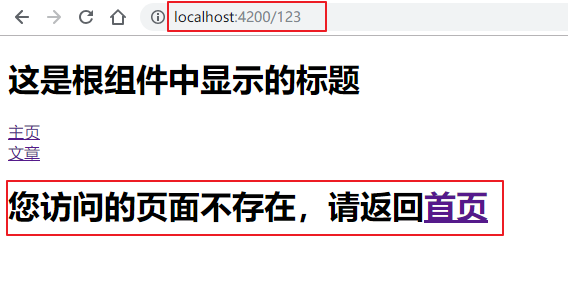 localhost:4200/123
这是根组件中显示的标题
主页
文章
您访问的页面不存在，请返回首页